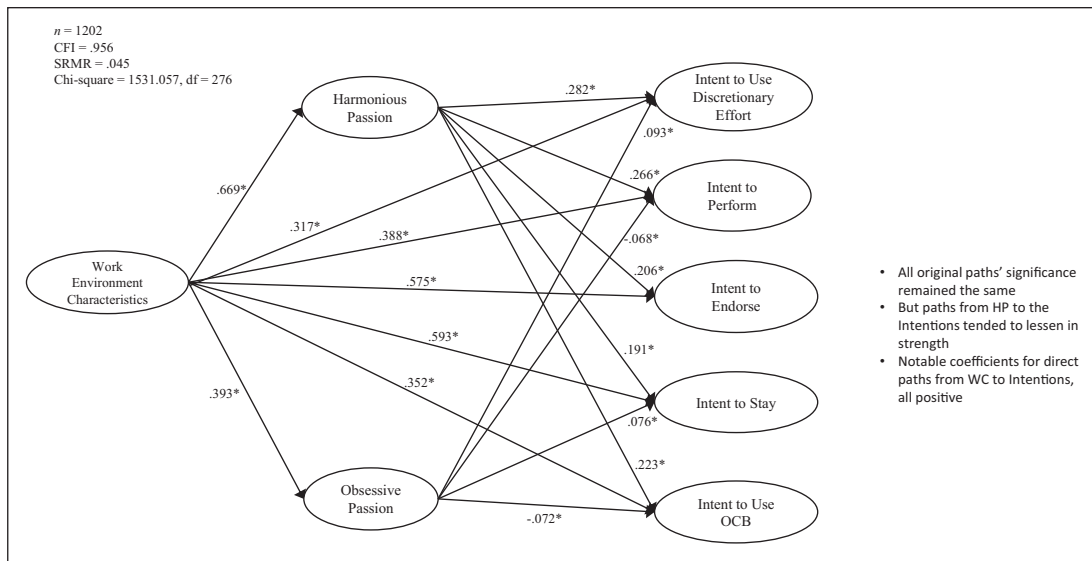 n = 1202
CFI = .956
SRMR = .045
Chi-square = 1531.057, df = 276
Harmonious
Passion
Intent to Use
Discretionary
Effort
.282*
.093*
.669*
.266*
Intent to
Perform
.317*
.388*
-.068*
Work
Environment
Characteristics
.575*
.206*
Intent to
Endorse
.593*
.191*
.393*
.352*
Intent to Stay
.076*
.223*
Obsessive
Passion
-.072*
Intent to Use
OCB
• All original paths’ significance
remained the same
• But paths from HP to the
Intentions tended to lessen in
strength
• Notable coefficients for direct
paths from WC to Intentions,
all positive